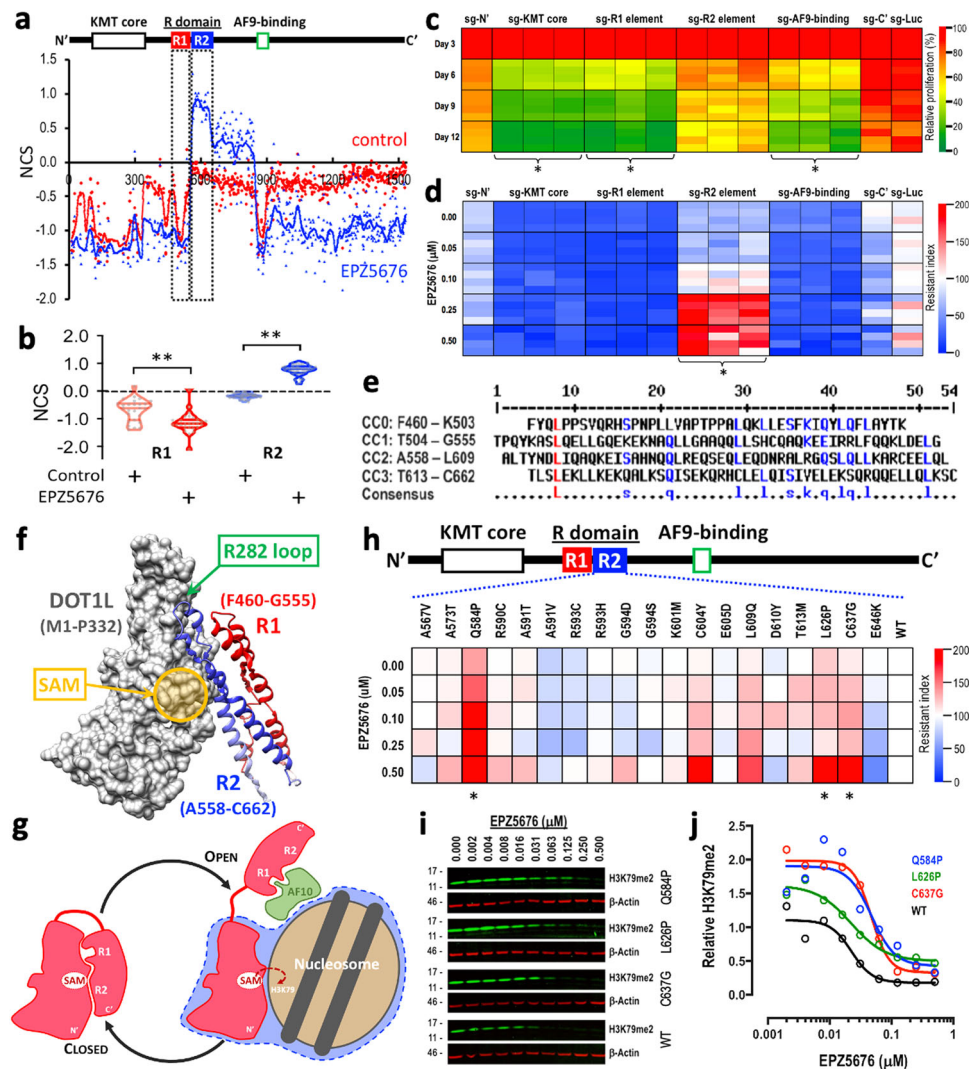 a
KMT core
R domain
AF9-binding
N’
R1
R2
C’
1.5
1.0
0.5
0.0
-0.5
-1.0
-1.5
-2.0
NCS
0
300
600
900
1200
1500
control
EPZ5676
b
2.0
1.0
0.0
-1.0
-2.0
NCS
**
**
R1
R2
Control + +
EPZ5676 + +
c
sg-N' sg-KMT core sg-R1 element sg-R2 element sg-AF9-binding sg-C' sg-Luc
Day 3
Day 6
Day 9
Day 12
* * *
100
80
60
40
20
0
Relative proliferation (%)
d
sg-N' sg-KMT core sg-R1 element sg-R2 element sg-AF9-binding sg-C' sg-Luc
0.00
0.05
0.10
0.25
0.50
EPZ5676 (μM)
*
200
150
100
50
0
Resistant index
e
1 10 20 30 40 50 54
CC0: F460 – K503 FYQLPPSVQRHSPNPLLVAPTPPALQKLLESFKIQYLQFLAYTK
CC1: T504 – G555 TPQYKASLQELLGQEKEKNAQLLGAAQQLLSHCQAQKEEIRRLFQQKLDELG
CC2: A558 – L609 ALTYNDLIQAQKEISAHNQQLREQSEQLEQDNRALRGQSLQLLKARCEELQL
CC3: T613 – C662 TLSLEKLLKEKQALKSQISEKQRHCLELQISIVELEKSQRQQELLQLKSC
Consensus
f
R282 loop
DOT1L
(M1-P332)
(F460-G555)
R1
SAM
R2
(A558-C662)
g
OPEN
C’
R2
R1
AF10
R1
SAM
R2
C’
N’
CLOSED
SAM
H3K79
Nucleosome
N’
h
KMT core
R domain
AF9-binding
N’
R1
R2
C’
A567V A573T Q584P R590C A591T A591V R593C R593H G594D G594S K601M C604Y E605D L609Q D610Y T613M L626P C637G E646K WT
0.00
0.05
0.10
0.25
0.50
EPZ5676 (μM)
* * *
200
150
100
50
0
Resistant index
i
EPZ5676 (μM)
0.000 0.002 0.004 0.008 0.016 0.031 0.063 0.125 0.250 0.500
17 -
11 -
H3K79me2
46 -
β-Actin
Q584P
17 -
11 -
H3K79me2
46 -
β-Actin
L626P
17 -
11 -
H3K79me2
46 -
β-Actin
C637G
17 -
11 -
H3K79me2
46 -
β-Actin
WT
j
2.5
2.0
1.5
1.0
0.5
0.0
Relative H3K79me2
Q584P
L626P
C637G
WT
0.001 0.01 0.1 1
EPZ5676 (μM)